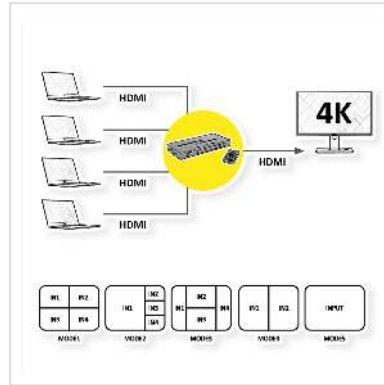 HDMI
HDMI
HDMI
HDMI
4K
HDMI
IN1 IN2
IN3 IN4
MODE1
IN1 IN2
IN3
IN4
MODE2
IN1 IN2 IN4
IN3
MODE3
IN1 IN2
MODE4
INPUT
MODE5